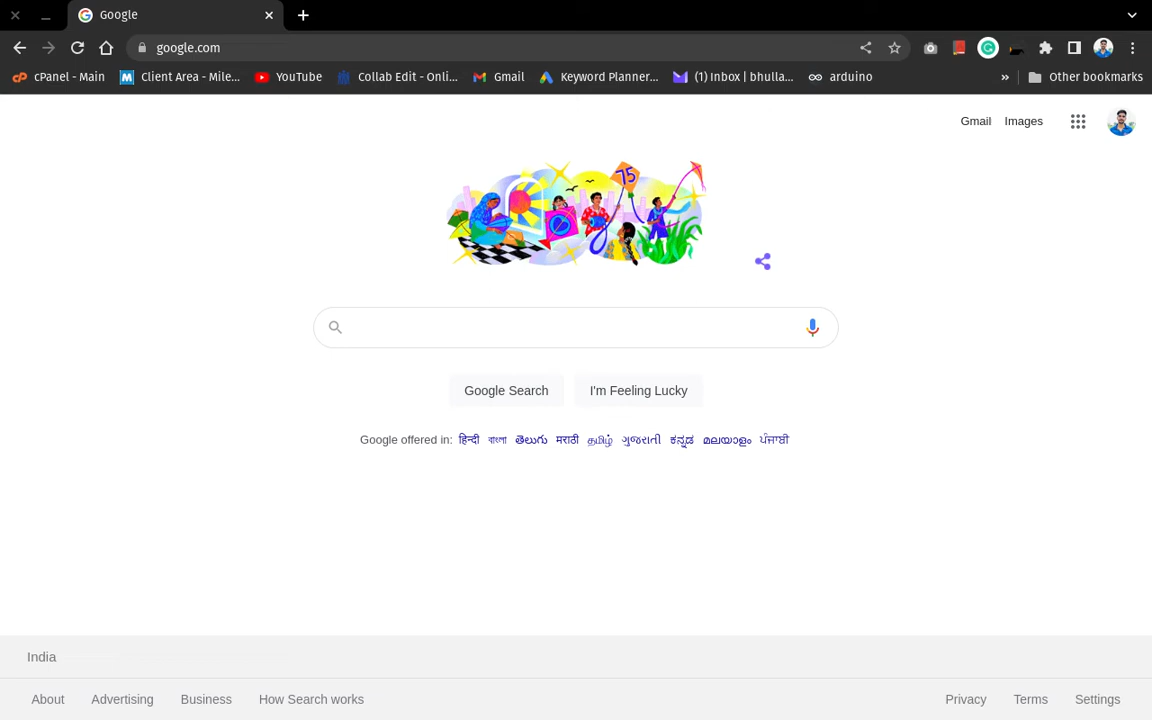 Google
google.com
cPanel - Main Client Area - Mile... YouTube Collab Edit - Onli... Gmail Keyword Planner... (1) Inbox | bhulla... arduino » Other bookmarks
Gmail Images
75
Google Search I'm Feeling Lucky
Google offered in: हिन्दी বাংলা తెలుగు मराठी தமிழ் ગુજરાતી ಕನ್ನಡ മലയാളം ਪੰਜਾਬੀ
India
About Advertising Business How Search works Privacy Terms Settings